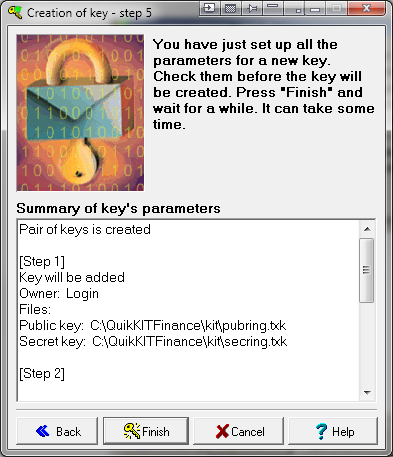 Creation of key - step 5
You have just set up all the
parameters for a new key.
Check them before the key will
be created. Press "Finish" and
wait for a while. It can take some
time.
Summary of key's parameters
Pair of keys is created
[Step 1]
Key will be added
Owner: Login
Files:
Public key: C:\QuikKITFinance\kit\pubring.txk
Secret key: C:\QuikKITFinance\kit\secring.txk
[Step 2]
Back
Finish
Cancel
Help